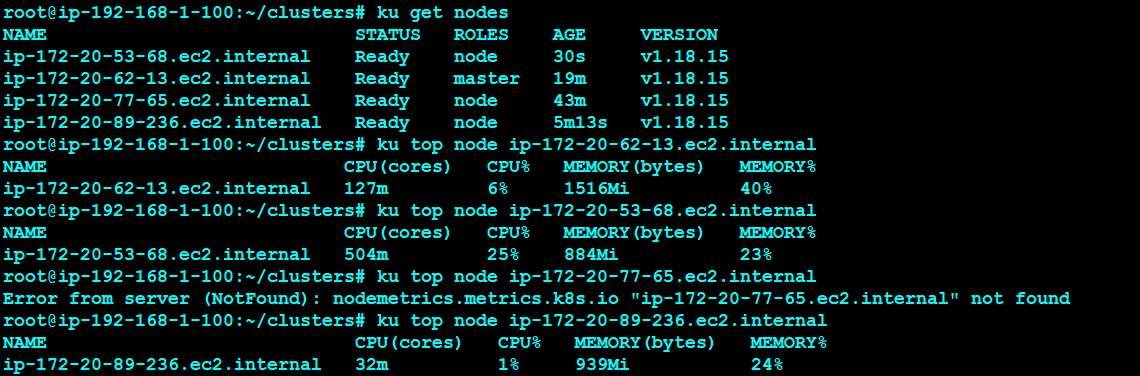 root@ip-192-168-1-100:~/clusters# ku get nodes
NAME STATUS ROLES AGE VERSION
ip-172-20-53-68.ec2.internal Ready node 30s v1.18.15
ip-172-20-62-13.ec2.internal Ready master 19m v1.18.15
ip-172-20-77-65.ec2.internal Ready node 43m v1.18.15
ip-172-20-89-236.ec2.internal Ready node 5m13s v1.18.15
root@ip-192-168-1-100:~/clusters# ku top node ip-172-20-62-13.ec2.internal
NAME CPU(cores) CPU% MEMORY(bytes) MEMORY%
ip-172-20-62-13.ec2.internal 127m 6% 1516Mi 40%
root@ip-192-168-1-100:~/clusters# ku top node ip-172-20-53-68.ec2.internal
NAME CPU(cores) CPU% MEMORY(bytes) MEMORY%
ip-172-20-53-68.ec2.internal 504m 25% 884Mi 23%
root@ip-192-168-1-100:~/clusters# ku top node ip-172-20-77-65.ec2.internal
Error from server (NotFound): nodemetrics.metrics.k8s.io "ip-172-20-77-65.ec2.internal" not found
root@ip-192-168-1-100:~/clusters# ku top node ip-172-20-89-236.ec2.internal
NAME CPU(cores) CPU% MEMORY(bytes) MEMORY%
ip-172-20-89-236.ec2.internal 32m 1% 939Mi 24%